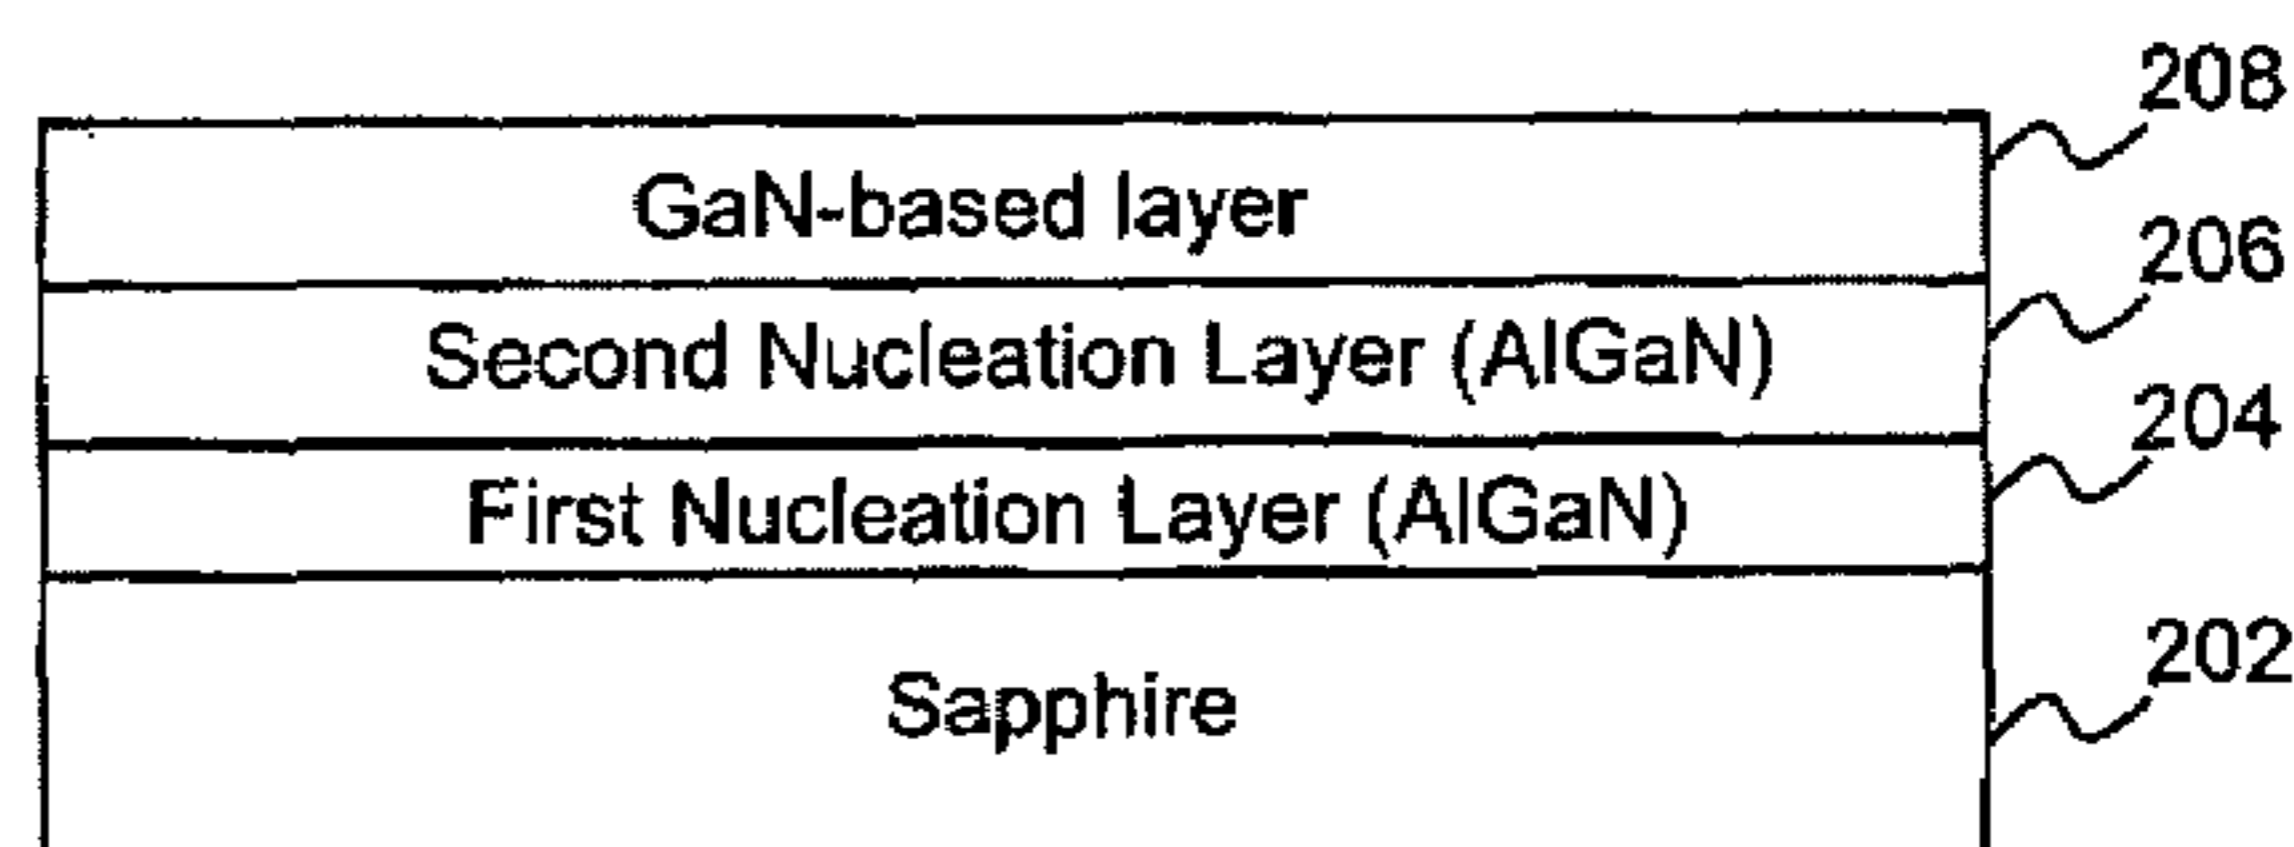 208
GaN-based layer
206
Second Nucleation Layer (AlGaN)
204
First Nucleation Layer (AlGaN)
202
Sapphire